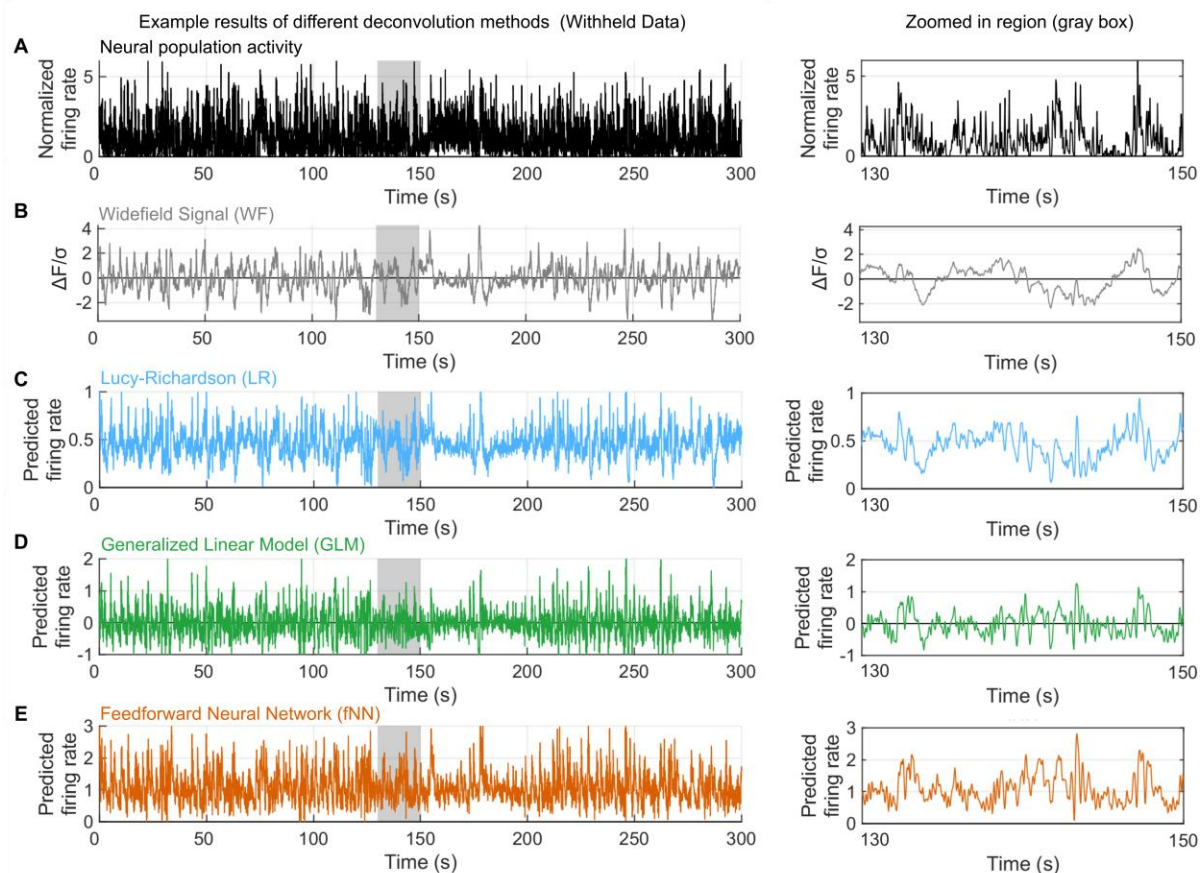 Example results of different deconvolution methods (Withheld Data)
Zoomed in region (gray box)
A
Neural population activity
Normalized
firing rate
5
0
0 50 100 150 200 250 300
Time (s)
Normalized
firing rate
5
0
130 150
Time (s)
B
Widefield Signal (WF)
ΔF/σ
4
2
0
-2
0 50 100 150 200 250 300
Time (s)
ΔF/σ
4
2
0
-2
130 150
Time (s)
C
Lucy-Richardson (LR)
Predicted
firing rate
1
0.5
0
0 50 100 150 200 250 300
Time (s)
Predicted
firing rate
1
0.5
0
130 150
Time (s)
D
Generalized Linear Model (GLM)
Predicted
firing rate
2
1
0
-1
0 50 100 150 200 250 300
Time (s)
Predicted
firing rate
2
1
0
-1
130 150
Time (s)
E
Feedforward Neural Network (fNN)
Predicted
firing rate
3
2
1
0
0 50 100 150 200 250 300
Time (s)
Predicted
firing rate
3
2
1
0
130 150
Time (s)